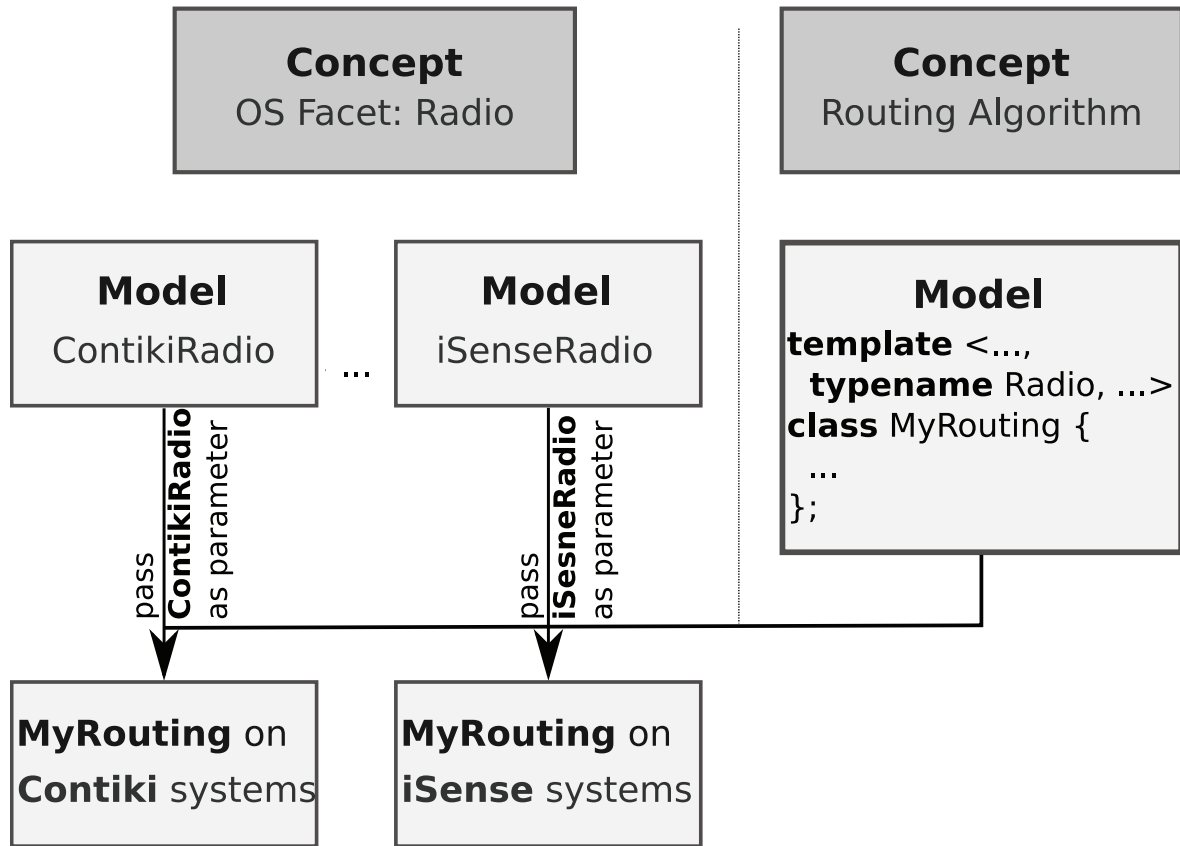 Concept
OS Facet: Radio
Concept
Routing Algorithm
Model
ContikiRadio
...
Model
iSenseRadio
Model
template <...,
typename Radio, ...>
class MyRouting {
...
};
pass
ContikiRadio
as parameter
pass
iSesneRadio
as parameter
MyRouting on
Contiki systems
MyRouting on
iSense systems